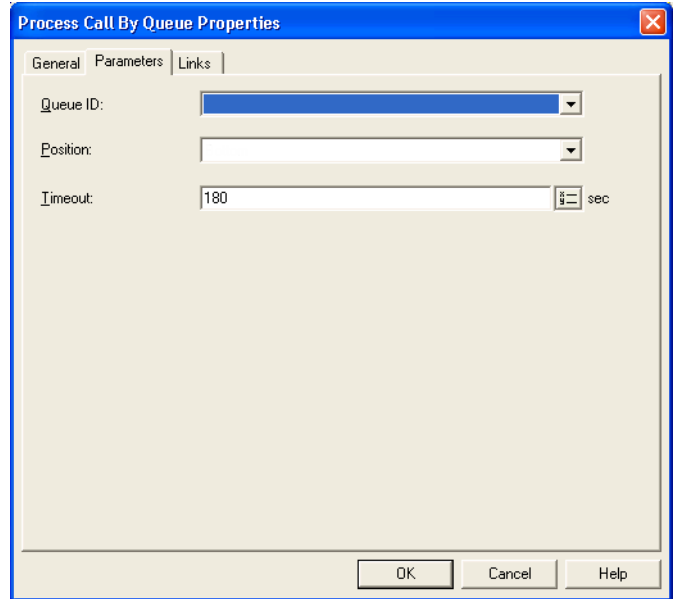 Process Call By Queue Properties
General Parameters Links
Queue ID:
Position:
Timeout: 180 sec
OK Cancel Help